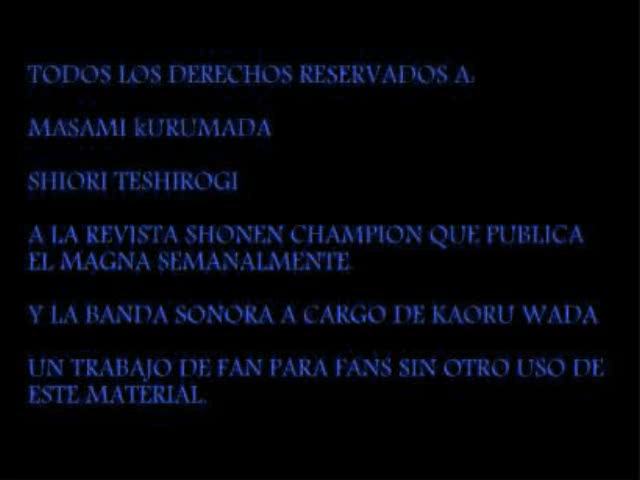 TODOS LOS DERECHOS RESERVADOS A:
MASAMI KURUMADA
SHIORI TESHIROGI
A LA REVISTA SHONEN CHAMPION QUE PUBLICA
EL MAGNA SEMANALMENTE
Y LA BANDA SONORA A CARGO DE KAORU WADA
UN TRABAJO DE FAN PARA FANS SIN OTRO USO DE
ESTE MATERIAL.